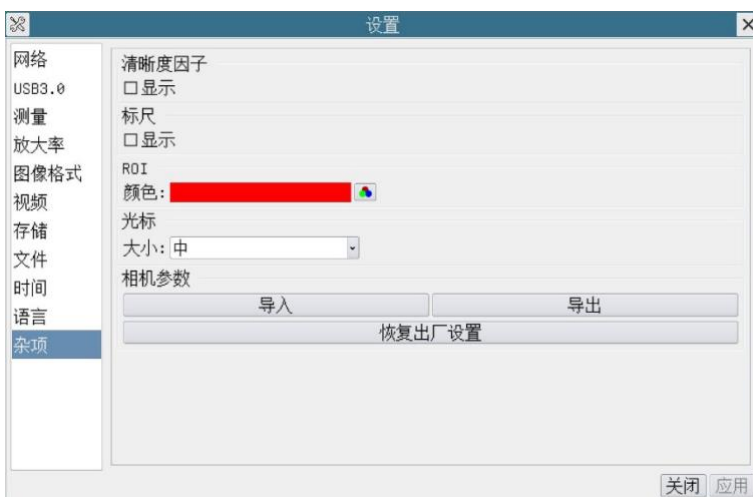 设置
网络
USB3.0
测量
放大率
图像格式
视频
存储
文件
时间
语言
杂项
清晰度因子
显示
标尺
显示
ROI
颜色:
光标
大小: 中
相机参数
导入 导出
恢复出厂设置
关闭 应用